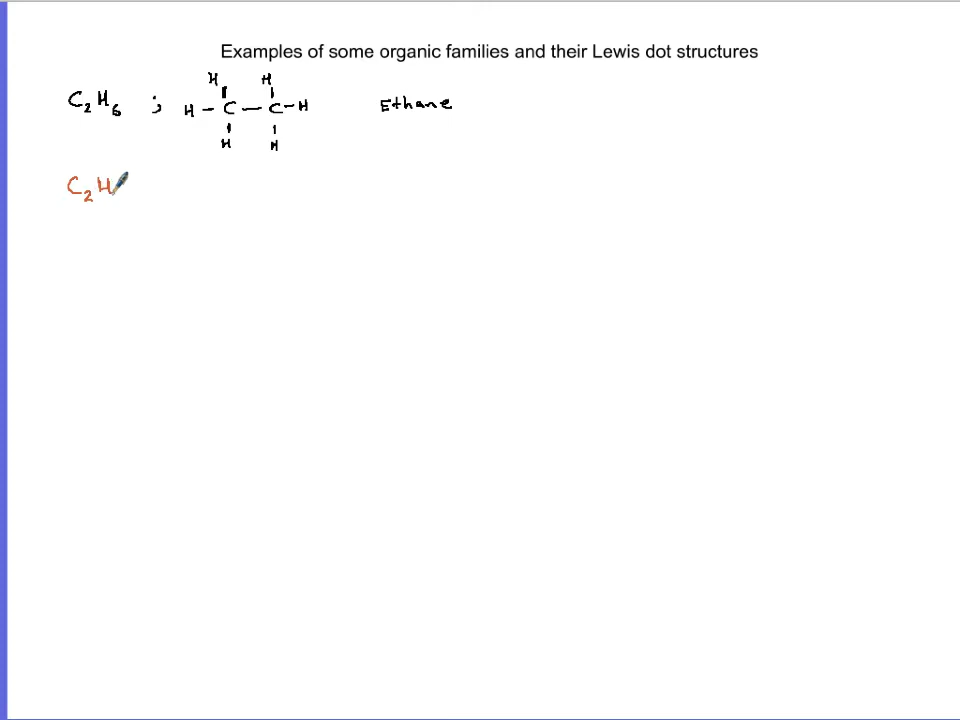 Examples of some organic families and their Lewis dot structures
H H
C2H6 ; H - C - C - H Ethane
H H
C2H